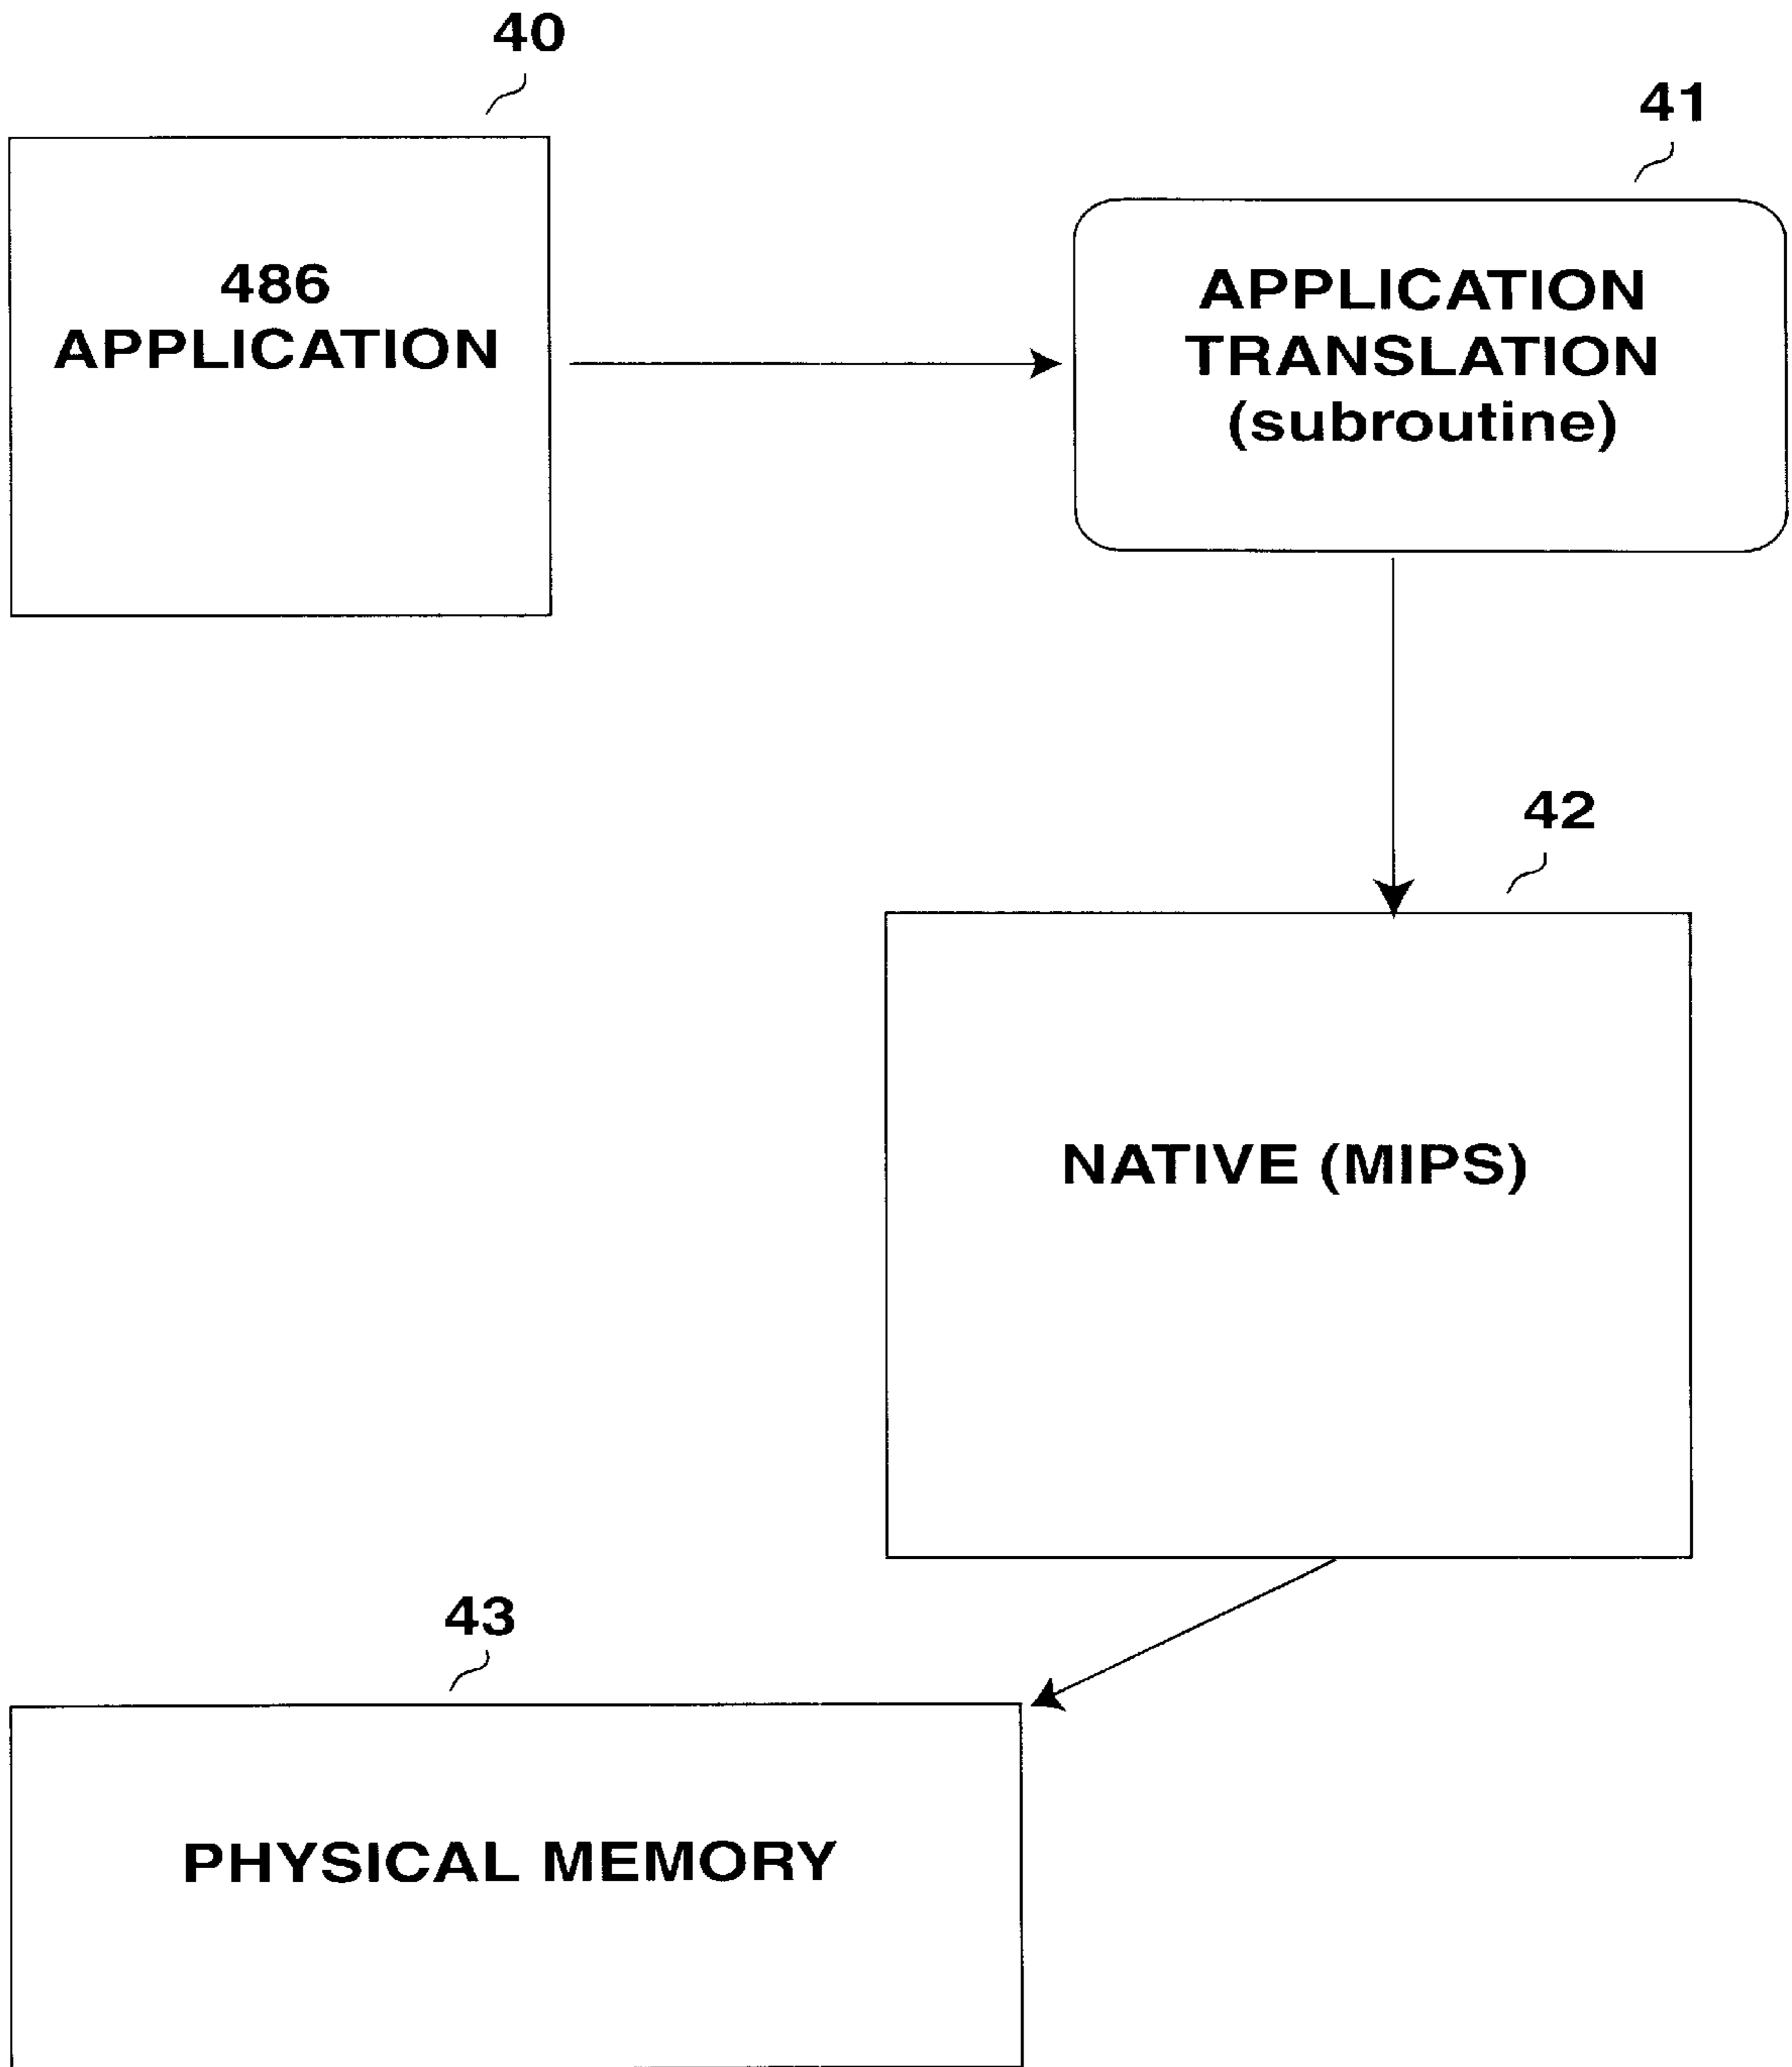 40
486
APPLICATION
41
APPLICATION
TRANSLATION
(subroutine)
42
NATIVE (MIPS)
43
PHYSICAL MEMORY